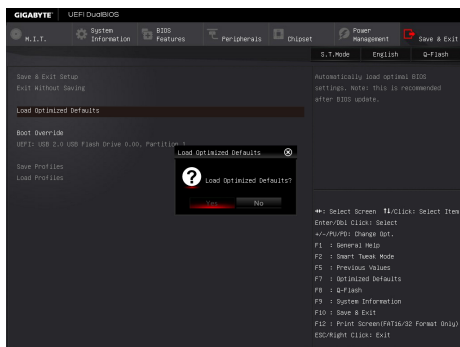 GIGABYTE™ UEFI DualBIOS
M.I.T. System Information BIOS Features Peripherals Chipset Power Management Save & Exit
S.T.Mode English Q-Flash
Save & Exit Setup
Exit Without Saving
Load Optimized Defaults
Boot Override
UEFI: USB 2.0 USB Flash Drive 0.00, Partition 1
Save Profiles
Load Profiles
Automatically load optimal BIOS
settings. Note: this is recommended
after BIOS update.
Load Optimized Defaults
Load Optimized Defaults?
Yes No
: Select Screen ↑↓/Click: Select Item
Enter/Dbl Click: Select
+/-/PU/PD: Change Opt.
F1 : General Help
F2 : Smart Tweak Mode
F5 : Previous Values
F7 : Optimized Defaults
F8 : Q-Flash
F9 : System Information
F10 : Save & Exit
F12 : Print Screen(FAT16/32 Format Only)
ESC/Right Click: Exit